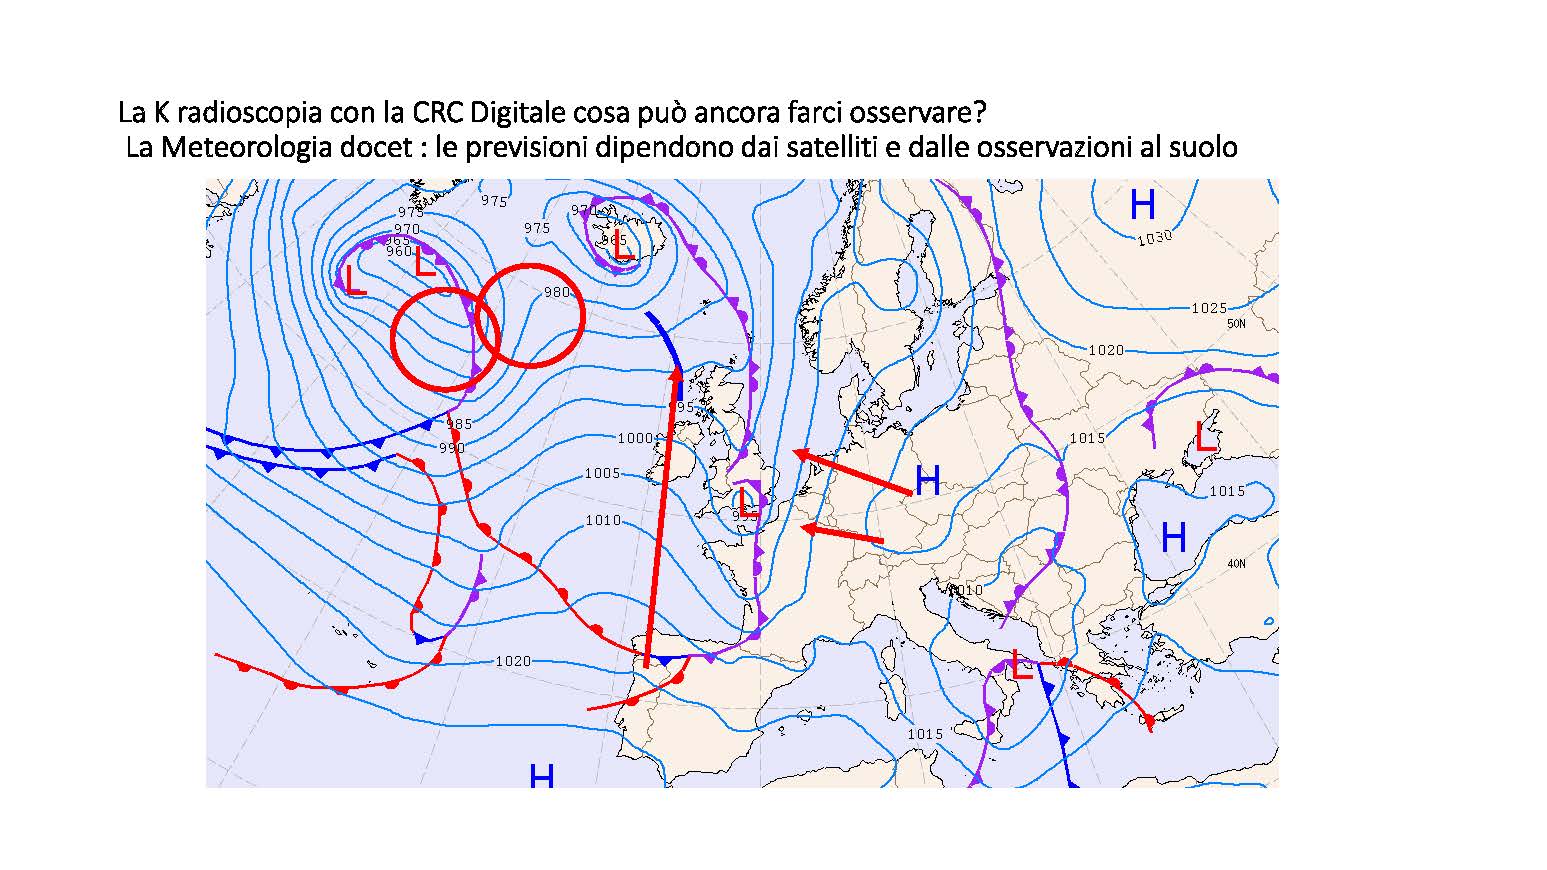 La K radioscopia con la CRC Digitale cosa può ancora farci osservare?
La Meteorologia docet : le previsioni dipendono dai satelliti e dalle osservazioni al suolo
H
975
975
970
970
975
965
L
965
960
L
L
1030
980
1025
50N
1020
985
990
995
1000
1015
L
1005
H
L
995
1015
1010
H
40N
1010
1020
L
1015
H